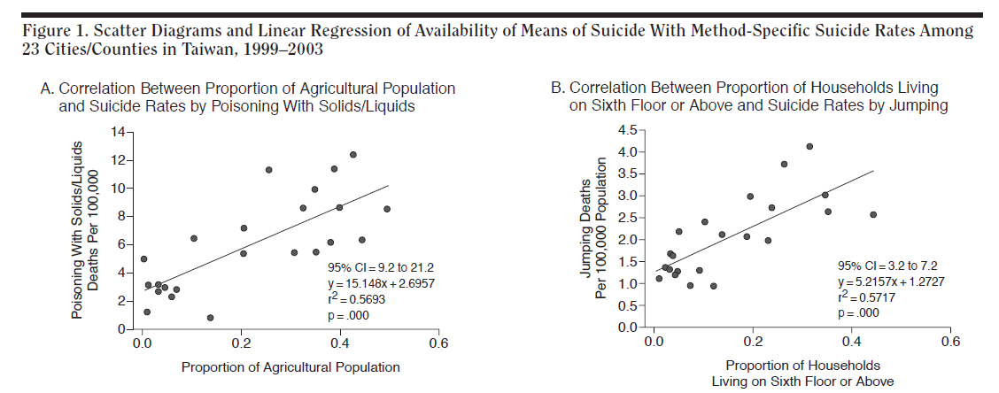 Figure 1. Scatter Diagrams and Linear Regression of Availability of Means of Suicide With Method-Specific Suicide Rates Among
23 Cities/Counties in Taiwan, 1999–2003
A. Correlation Between Proportion of Agricultural Population
and Suicide Rates by Poisoning With Solids/Liquids
Poisoning With Solids/Liquids
Deaths Per 100,000
14
12
10
8
6
4
2
0
95% CI = 9.2 to 21.2
y = 15.148x + 2.6957
r² = 0.5693
p = .000
0.0 0.2 0.4 0.6
Proportion of Agricultural Population
B. Correlation Between Proportion of Households Living
on Sixth Floor or Above and Suicide Rates by Jumping
Jumping Deaths
Per 100,000 Population
4.5
4.0
3.5
3.0
2.5
2.0
1.5
1.0
0.5
0.0
95% CI = 3.2 to 7.2
y = 5.2157x + 1.2727
r² = 0.5717
p = .000
0.0 0.2 0.4 0.6
Proportion of Households
Living on Sixth Floor or Above